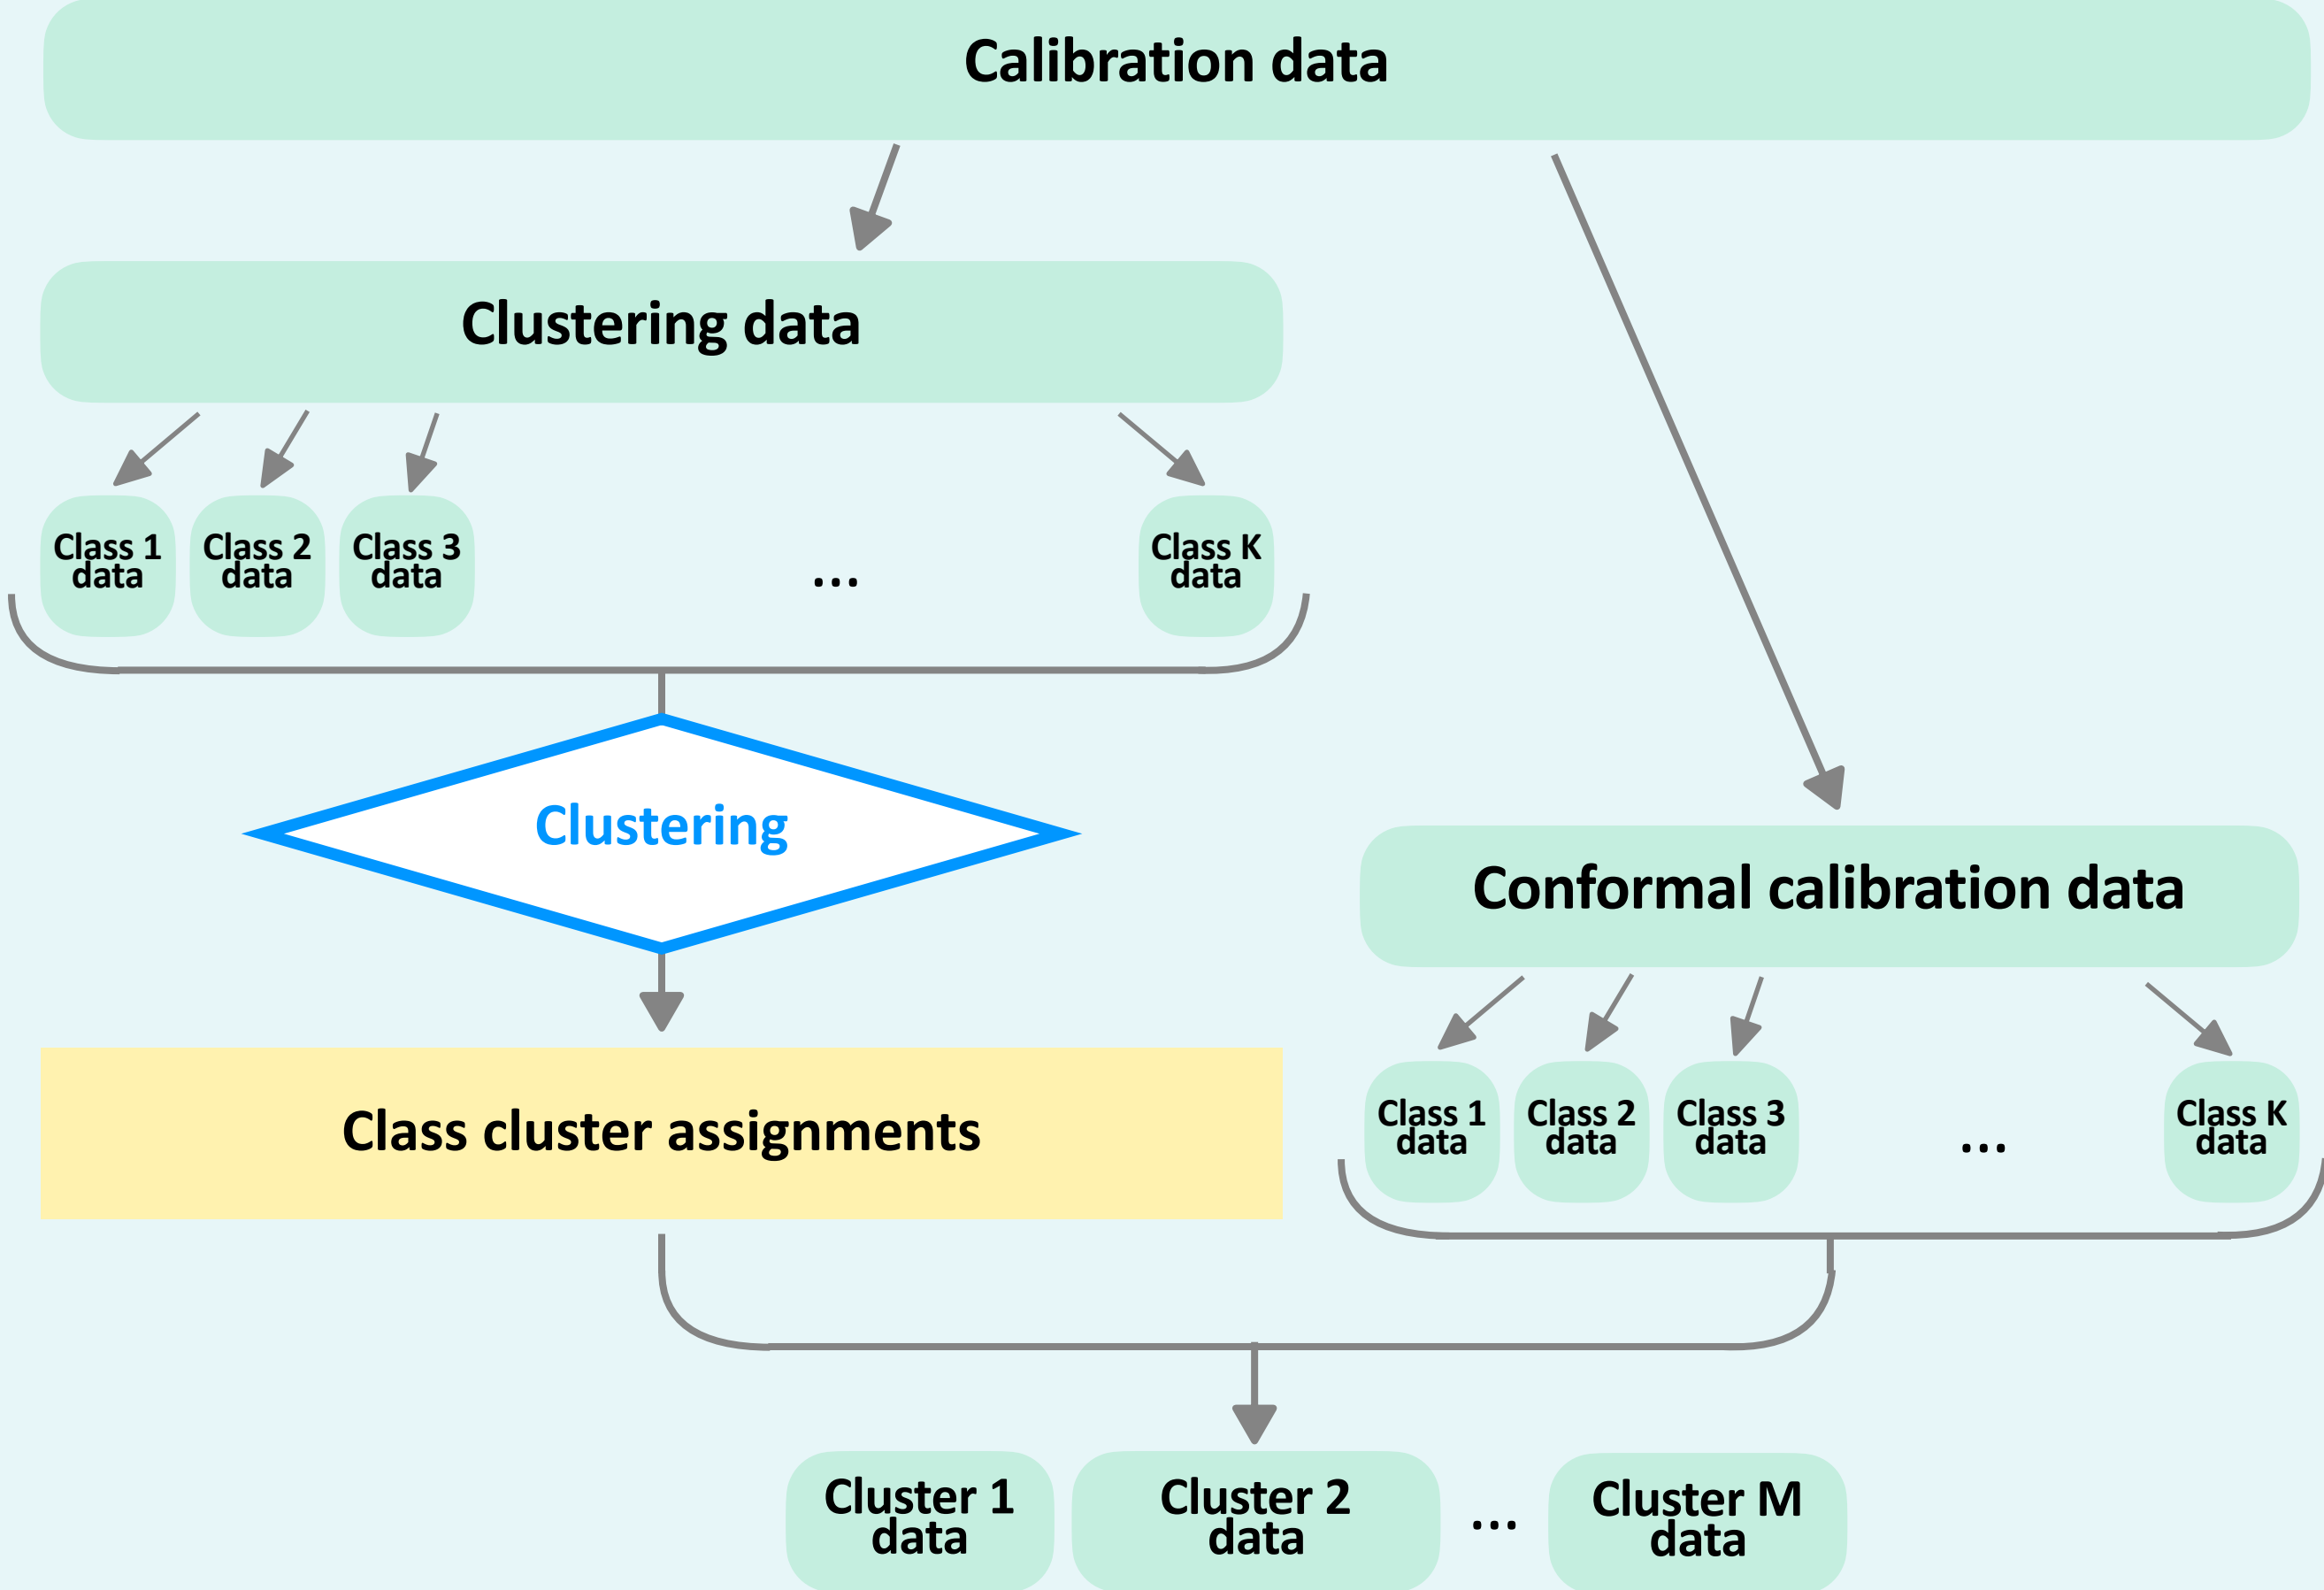 Calibration data
Clustering data
Class 1
data
Class 2
data
Class 3
data
...
Class K
data
Clustering
Class cluster assignments
Conformal calibration data
Class 1
data
Class 2
data
Class 3
data
...
Class K
data
Cluster 1
data
Cluster 2
data
...
Cluster M
data